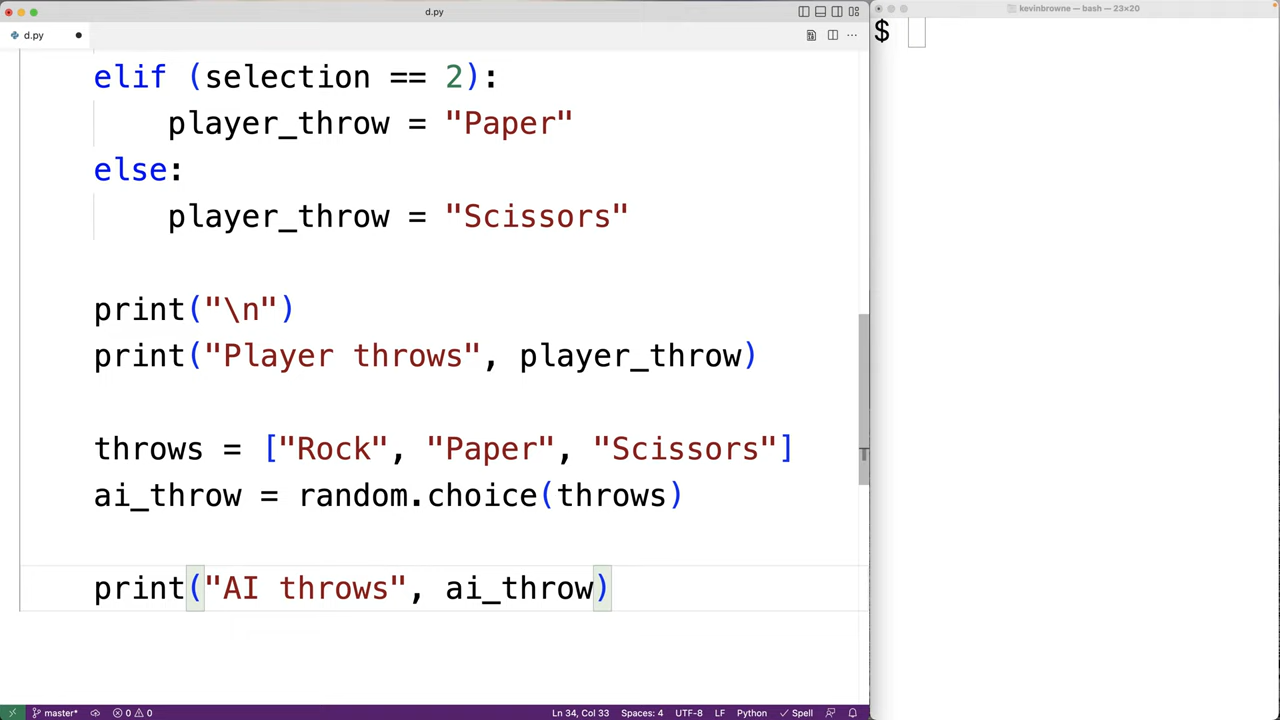 d.py
kevinbrowne — bash — 23×20
d.py
$
elif (selection == 2):
player_throw = "Paper"
else:
player_throw = "Scissors"
print("\n")
print("Player throws", player_throw)
throws = ["Rock", "Paper", "Scissors"]
ai_throw = random.choice(throws)
print("AI throws", ai_throw)
master* 0 0 Ln 34, Col 33 Spaces: 4 UTF-8 LF Python Spell